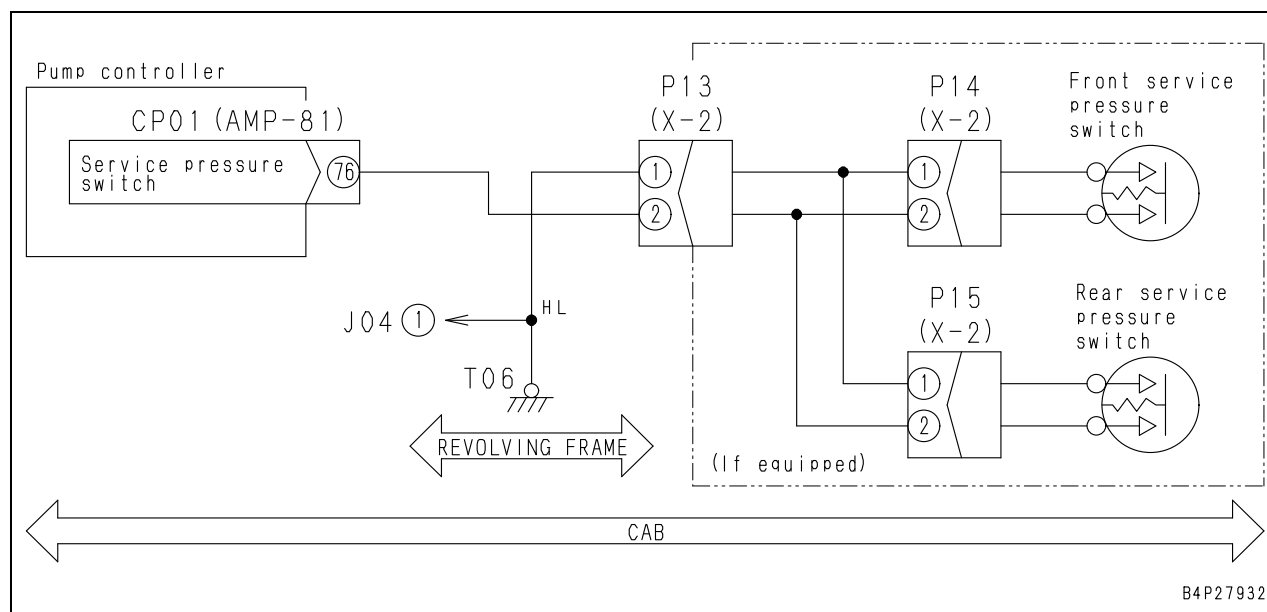 Pump controller
CP01 (AMP-81)
Service pressure
switch
76
P13
(X-2)
1
2
P14
(X-2)
1
2
Front service
pressure
switch
HL
J04 1
T06
REVOLVING FRAME
P15
(X-2)
1
2
Rear service
pressure
switch
(If equipped)
CAB
B4P27932